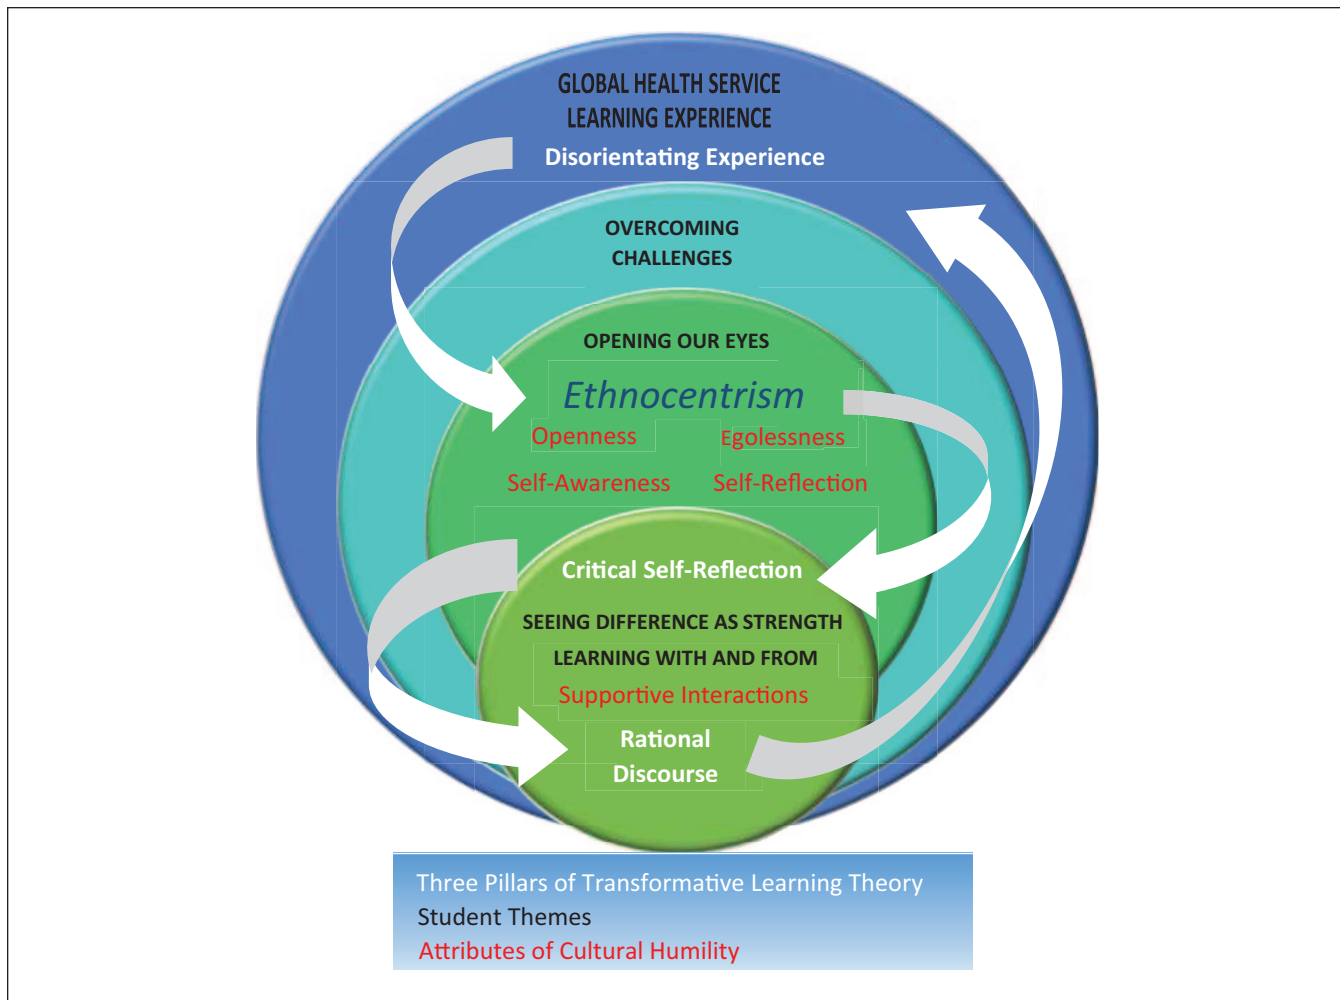 GLOBAL HEALTH SERVICE
LEARNING EXPERIENCE
Disorientating Experience
OVERCOMING
CHALLENGES
OPENING OUR EYES
Ethnocentrism
Openness Egolessness
Self-Awareness Self-Reflection
Critical Self-Reflection
SEEING DIFFERENCE AS STRENGTH
LEARNING WITH AND FROM
Supportive Interactions
Rational
Discourse
Three Pillars of Transformative Learning Theory
Student Themes
Attributes of Cultural Humility